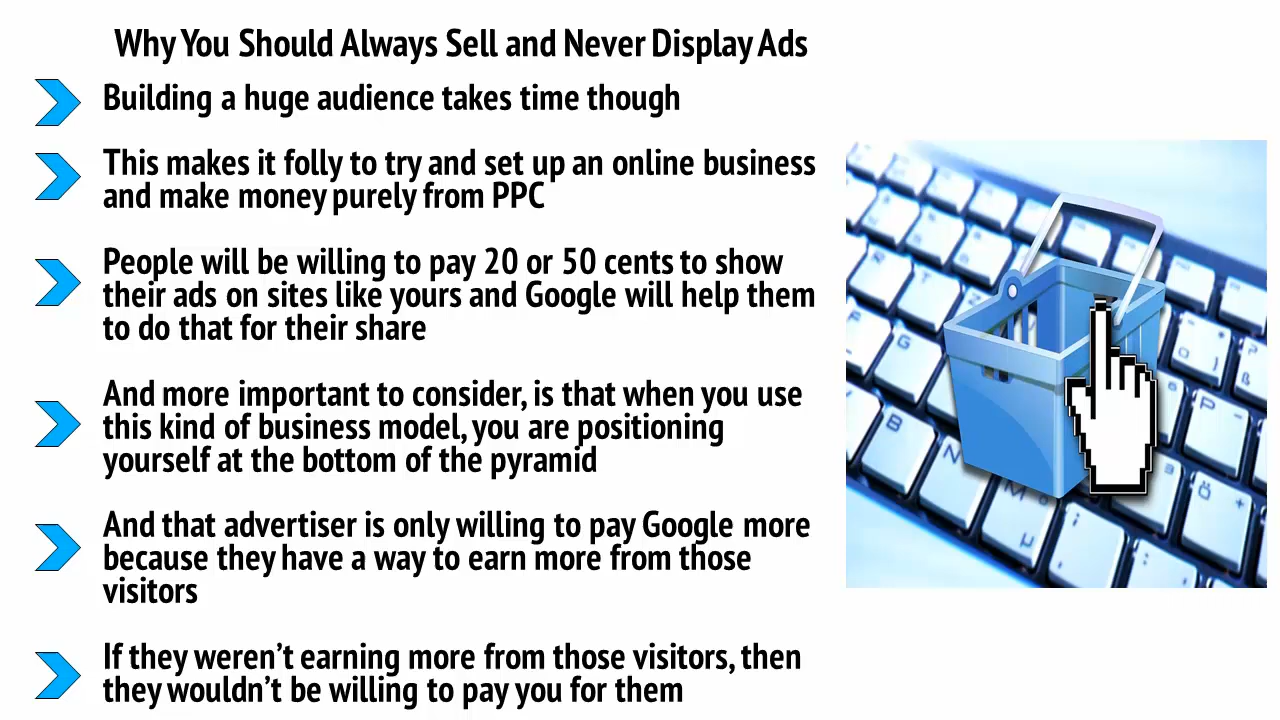 Why You Should Always Sell and Never Display Ads
Building a huge audience takes time though
This makes it folly to try and set up an online business
and make money purely from PPC
People will be willing to pay 20 or 50 cents to show
their ads on sites like yours and Google will help them
to do that for their share
And more important to consider, is that when you use
this kind of business model, you are positioning
yourself at the bottom of the pyramid
And that advertiser is only willing to pay Google more
because they have a way to earn more from those
visitors
If they weren’t earning more from those visitors, then
they wouldn’t be willing to pay you for them